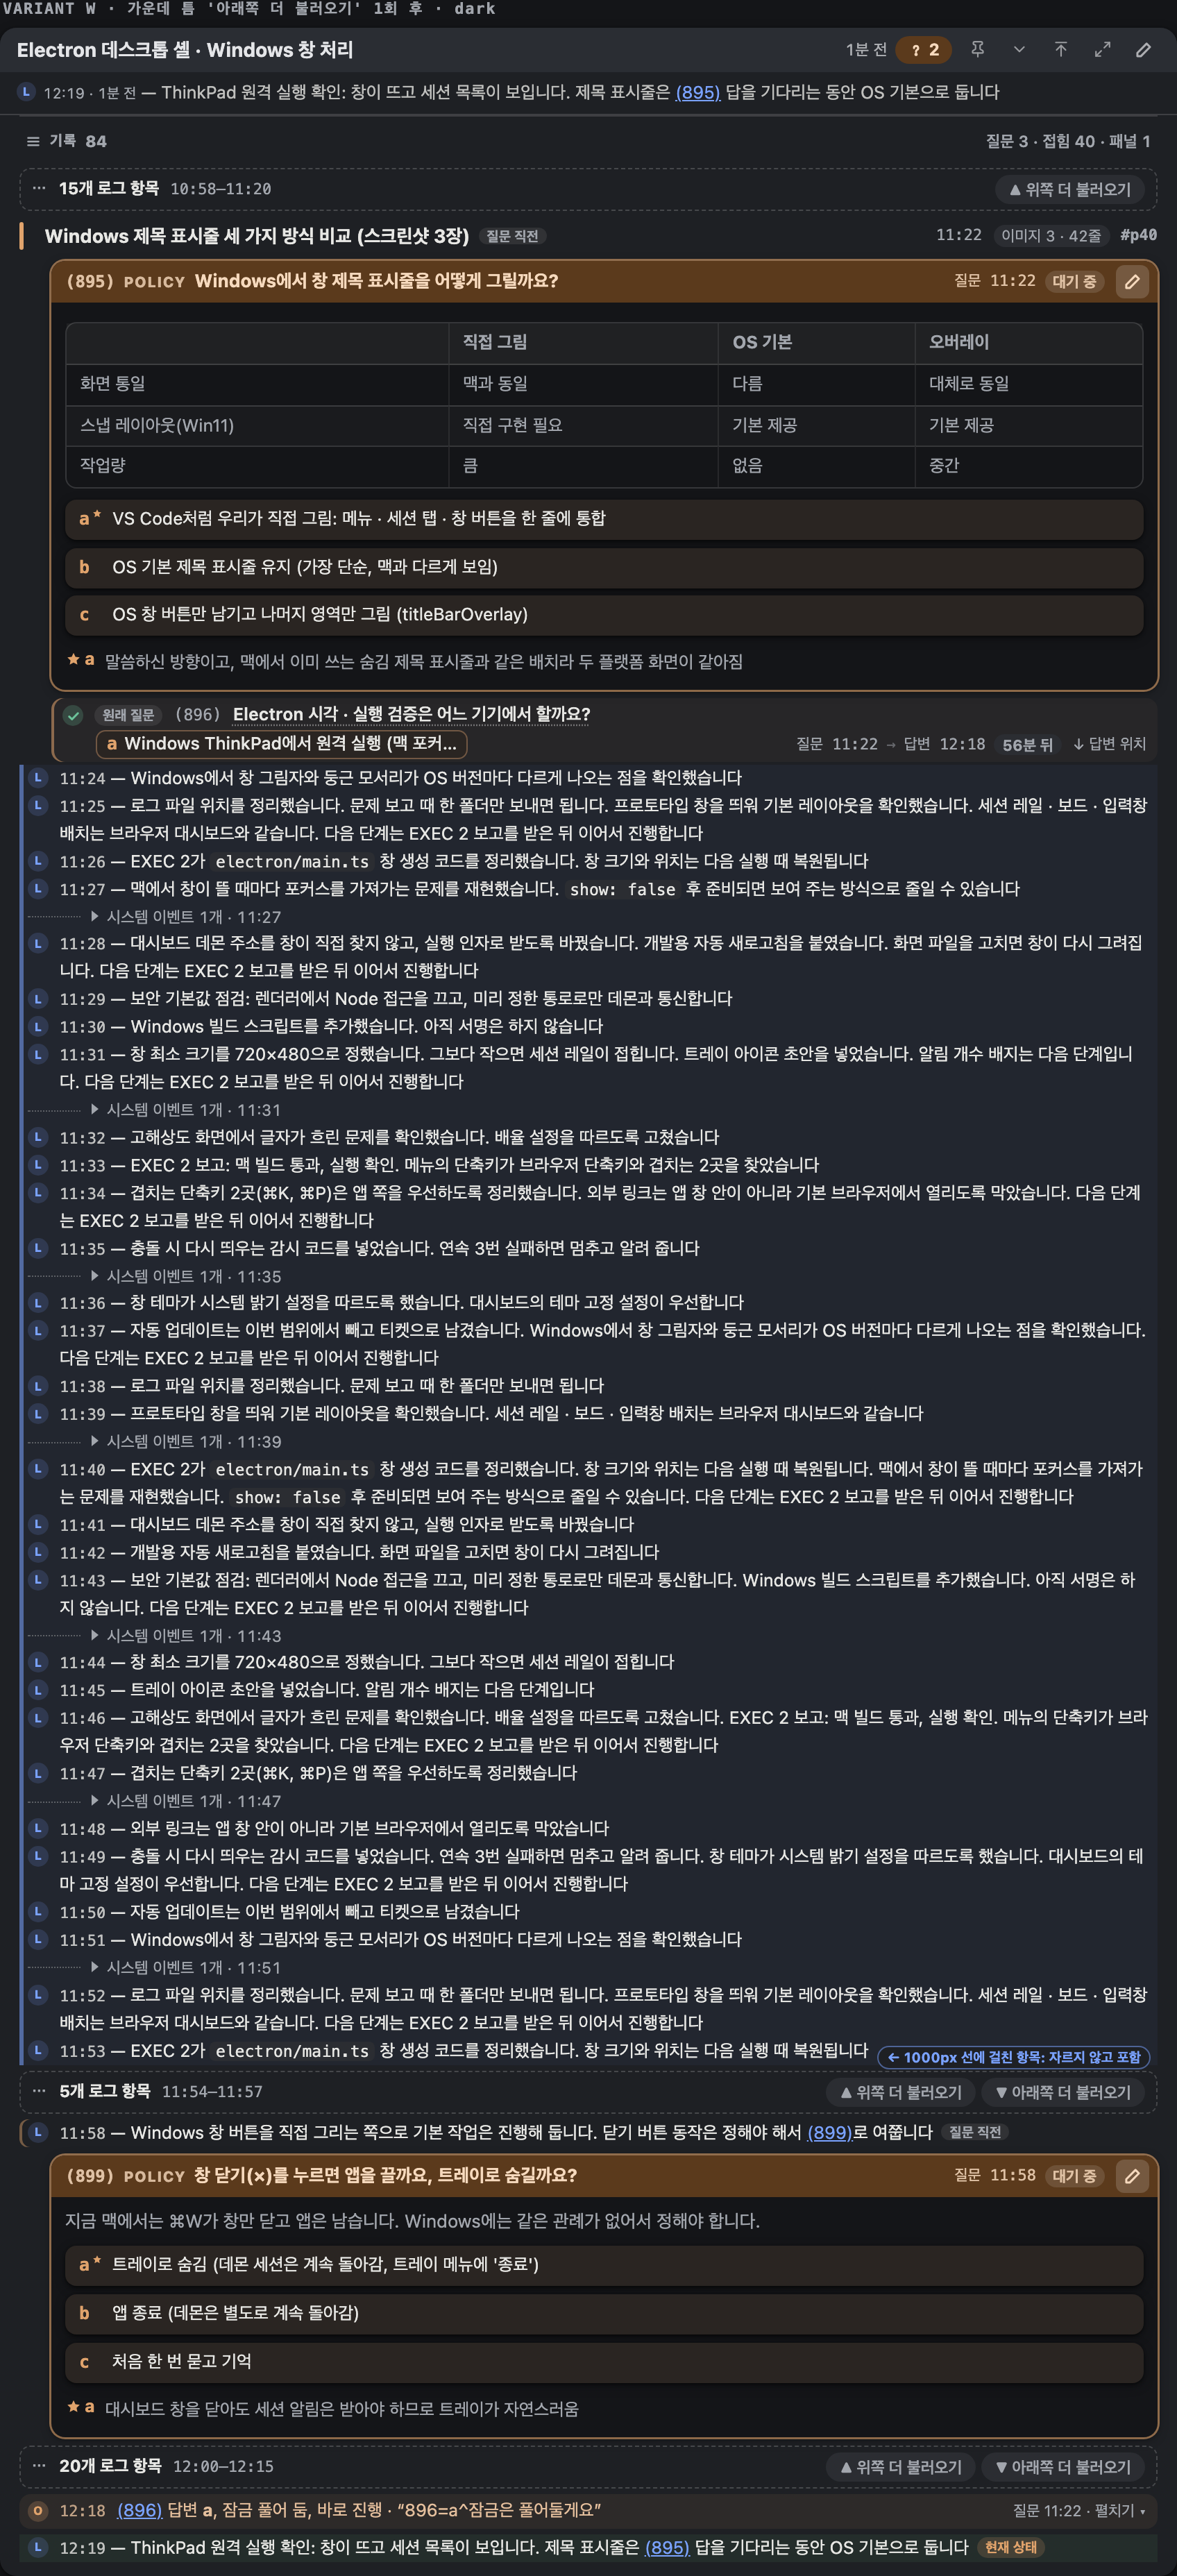 VARIANT W · 가운데 틈 '아래쪽 더 불러오기' 1회 후 · dark
Electron 데스크톱 셸 · Windows 창 처리 1분 전 ? 2
L 12:19 · 1분 전 — ThinkPad 원격 실행 확인: 창이 뜨고 세션 목록이 보입니다. 제목 표시줄은 (895) 답을 기다리는 동안 OS 기본으로 둡니다
≡ 기록 84 질문 3 · 접힘 40 · 패널 1
··· 15개 로그 항목 10:58–11:20 ▲ 위쪽 더 불러오기
Windows 제목 표시줄 세 가지 방식 비교 (스크린샷 3장) 질문 직전 11:22 이미지 3 · 42줄 #p40
(895) POLICY Windows에서 창 제목 표시줄을 어떻게 그릴까요? 질문 11:22 대기 중
직접 그림 OS 기본 오버레이
화면 통일 맥과 동일 다름 대체로 동일
스냅 레이아웃(Win11) 직접 구현 필요 기본 제공 기본 제공
작업량 큼 없음 중간
a★ VS Code처럼 우리가 직접 그림: 메뉴 · 세션 탭 · 창 버튼을 한 줄에 통합
b OS 기본 제목 표시줄 유지 (가장 단순, 맥과 다르게 보임)
c OS 창 버튼만 남기고 나머지 영역만 그림 (titleBarOverlay)
★ a 말씀하신 방향이고, 맥에서 이미 쓰는 숨김 제목 표시줄과 같은 배치라 두 플랫폼 화면이 같아짐
원래 질문 (896) Electron 시각 · 실행 검증은 어느 기기에서 할까요?
a Windows ThinkPad에서 원격 실행 (맥 포커... 질문 11:22 → 답변 12:18 56분 뒤 ↓ 답변 위치
L 11:24 — Windows에서 창 그림자와 둥근 모서리가 OS 버전마다 다르게 나오는 점을 확인했습니다
L 11:25 — 로그 파일 위치를 정리했습니다. 문제 보고 때 한 폴더만 보내면 됩니다. 프로토타입 창을 띄워 기본 레이아웃을 확인했습니다. 세션 레일 · 보드 · 입력창
배치는 브라우저 대시보드와 같습니다. 다음 단계는 EXEC 2 보고를 받은 뒤 이어서 진행합니다
L 11:26 — EXEC 2가 electron/main.ts 창 생성 코드를 정리했습니다. 창 크기와 위치는 다음 실행 때 복원됩니다
L 11:27 — 맥에서 창이 뜰 때마다 포커스를 가져가는 문제를 재현했습니다. show: false 후 준비되면 보여 주는 방식으로 줄일 수 있습니다
▶ 시스템 이벤트 1개 · 11:27
L 11:28 — 대시보드 데몬 주소를 창이 직접 찾지 않고, 실행 인자로 받도록 바꿨습니다. 개발용 자동 새로고침을 붙였습니다. 화면 파일을 고치면 창이 다시 그려집
니다. 다음 단계는 EXEC 2 보고를 받은 뒤 이어서 진행합니다
L 11:29 — 보안 기본값 점검: 렌더러에서 Node 접근을 끄고, 미리 정한 통로로만 데몬과 통신합니다
L 11:30 — Windows 빌드 스크립트를 추가했습니다. 아직 서명은 하지 않습니다
L 11:31 — 창 최소 크기를 720×480으로 정했습니다. 그보다 작으면 세션 레일이 접힙니다. 트레이 아이콘 초안을 넣었습니다. 알림 개수 배지는 다음 단계입니
다. 다음 단계는 EXEC 2 보고를 받은 뒤 이어서 진행합니다
▶ 시스템 이벤트 1개 · 11:31
L 11:32 — 고해상도 화면에서 글자가 흐린 문제를 확인했습니다. 배율 설정을 따르도록 고쳤습니다
L 11:33 — EXEC 2 보고: 맥 빌드 통과, 실행 확인. 메뉴의 단축키가 브라우저 단축키와 겹치는 2곳을 찾았습니다
L 11:34 — 겹치는 단축키 2곳(⌘K, ⌘P)은 앱 쪽을 우선하도록 정리했습니다. 외부 링크는 앱 창 안이 아니라 기본 브라우저에서 열리도록 막았습니다. 다음 단계
는 EXEC 2 보고를 받은 뒤 이어서 진행합니다
L 11:35 — 충돌 시 다시 띄우는 감시 코드를 넣었습니다. 연속 3번 실패하면 멈추고 알려 줍니다
▶ 시스템 이벤트 1개 · 11:35
L 11:36 — 창 테마가 시스템 밝기 설정을 따르도록 했습니다. 대시보드의 테마 고정 설정이 우선합니다
L 11:37 — 자동 업데이트는 이번 범위에서 빼고 티켓으로 남겼습니다. Windows에서 창 그림자와 둥근 모서리가 OS 버전마다 다르게 나오는 점을 확인했습니다.
다음 단계는 EXEC 2 보고를 받은 뒤 이어서 진행합니다
L 11:38 — 로그 파일 위치를 정리했습니다. 문제 보고 때 한 폴더만 보내면 됩니다
L 11:39 — 프로토타입 창을 띄워 기본 레이아웃을 확인했습니다. 세션 레일 · 보드 · 입력창 배치는 브라우저 대시보드와 같습니다
▶ 시스템 이벤트 1개 · 11:39
L 11:40 — EXEC 2가 electron/main.ts 창 생성 코드를 정리했습니다. 창 크기와 위치는 다음 실행 때 복원됩니다. 맥에서 창이 뜰 때마다 포커스를 가져가
는 문제를 재현했습니다. show: false 후 준비되면 보여 주는 방식으로 줄일 수 있습니다. 다음 단계는 EXEC 2 보고를 받은 뒤 이어서 진행합니다
L 11:41 — 대시보드 데몬 주소를 창이 직접 찾지 않고, 실행 인자로 받도록 바꿨습니다
L 11:42 — 개발용 자동 새로고침을 붙였습니다. 화면 파일을 고치면 창이 다시 그려집니다
L 11:43 — 보안 기본값 점검: 렌더러에서 Node 접근을 끄고, 미리 정한 통로로만 데몬과 통신합니다. Windows 빌드 스크립트를 추가했습니다. 아직 서명은 하
지 않습니다. 다음 단계는 EXEC 2 보고를 받은 뒤 이어서 진행합니다
▶ 시스템 이벤트 1개 · 11:43
L 11:44 — 창 최소 크기를 720×480으로 정했습니다. 그보다 작으면 세션 레일이 접힙니다
L 11:45 — 트레이 아이콘 초안을 넣었습니다. 알림 개수 배지는 다음 단계입니다
L 11:46 — 고해상도 화면에서 글자가 흐린 문제를 확인했습니다. 배율 설정을 따르도록 고쳤습니다. EXEC 2 보고: 맥 빌드 통과, 실행 확인. 메뉴의 단축키가 브라
우저 단축키와 겹치는 2곳을 찾았습니다. 다음 단계는 EXEC 2 보고를 받은 뒤 이어서 진행합니다
L 11:47 — 겹치는 단축키 2곳(⌘K, ⌘P)은 앱 쪽을 우선하도록 정리했습니다
▶ 시스템 이벤트 1개 · 11:47
L 11:48 — 외부 링크는 앱 창 안이 아니라 기본 브라우저에서 열리도록 막았습니다
L 11:49 — 충돌 시 다시 띄우는 감시 코드를 넣었습니다. 연속 3번 실패하면 멈추고 알려 줍니다. 창 테마가 시스템 밝기 설정을 따르도록 했습니다. 대시보드의 테
마 고정 설정이 우선합니다. 다음 단계는 EXEC 2 보고를 받은 뒤 이어서 진행합니다
L 11:50 — 자동 업데이트는 이번 범위에서 빼고 티켓으로 남겼습니다
L 11:51 — Windows에서 창 그림자와 둥근 모서리가 OS 버전마다 다르게 나오는 점을 확인했습니다
▶ 시스템 이벤트 1개 · 11:51
L 11:52 — 로그 파일 위치를 정리했습니다. 문제 보고 때 한 폴더만 보내면 됩니다. 프로토타입 창을 띄워 기본 레이아웃을 확인했습니다. 세션 레일 · 보드 · 입력창
배치는 브라우저 대시보드와 같습니다. 다음 단계는 EXEC 2 보고를 받은 뒤 이어서 진행합니다
L 11:53 — EXEC 2가 electron/main.ts 창 생성 코드를 정리했습니다. 창 크기와 위치는 다음 실행 때 복원됩니다 ← 1000px 선에 걸친 항목: 자르지 않고 포함
··· 5개 로그 항목 11:54–11:57 ▲ 위쪽 더 불러오기 ▼ 아래쪽 더 불러오기
L 11:58 — Windows 창 버튼을 직접 그리는 쪽으로 기본 작업은 진행해 둡니다. 닫기 버튼 동작은 정해야 해서 (899)로 여쭙니다 질문 직전
(899) POLICY 창 닫기(×)를 누르면 앱을 끌까요, 트레이로 숨길까요? 질문 11:58 대기 중
지금 맥에서는 ⌘W가 창만 닫고 앱은 남습니다. Windows에는 같은 관례가 없어서 정해야 합니다.
a★ 트레이로 숨김 (데몬 세션은 계속 돌아감, 트레이 메뉴에 '종료')
b 앱 종료 (데몬은 별도로 계속 돌아감)
c 처음 한 번 묻고 기억
★ a 대시보드 창을 닫아도 세션 알림은 받아야 하므로 트레이가 자연스러움
··· 20개 로그 항목 12:00–12:15 ▲ 위쪽 더 불러오기 ▼ 아래쪽 더 불러오기
O 12:18 (896) 답변 a, 잠금 풀어 둠, 바로 진행 · “896=a^잠금은 풀어둘게요” 질문 11:22 · 펼치기 ▾
L 12:19 — ThinkPad 원격 실행 확인: 창이 뜨고 세션 목록이 보입니다. 제목 표시줄은 (895) 답을 기다리는 동안 OS 기본으로 둡니다 현재 상태